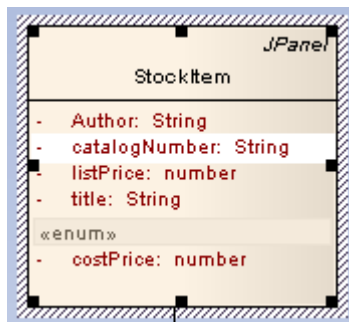 JPanel
StockItem
- Author: String
- catalogNumber: String
- listPrice: number
- title: String
«enum»
- costPrice: number